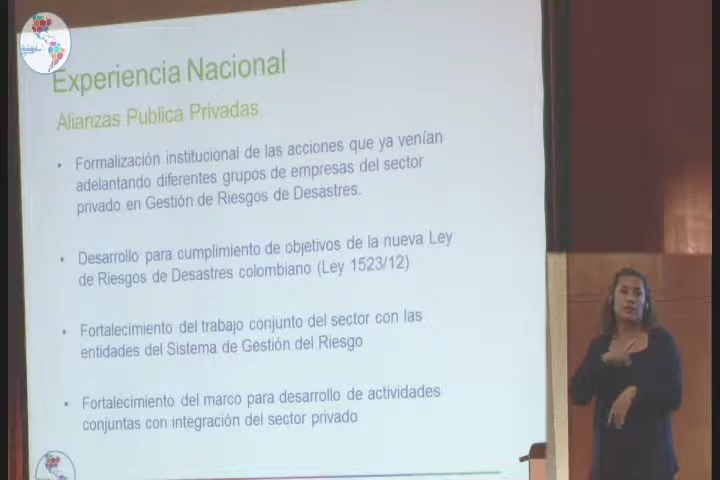 Experiencia Nacional
Alianzas Publica Privadas
• Formalización institucional de las acciones que ya venían
adelantando diferentes grupos de empresas del sector
privado en Gestión de Riesgos de Desastres.
• Desarrollo para cumplimiento de objetivos de la nueva Ley
de Riesgos de Desastres colombiano (Ley 1523/12)
• Fortalecimiento del trabajo conjunto del sector con las
entidades del Sistema de Gestión del Riesgo
• Fortalecimiento del marco para desarrollo de actividades
conjuntas con integración del sector privado